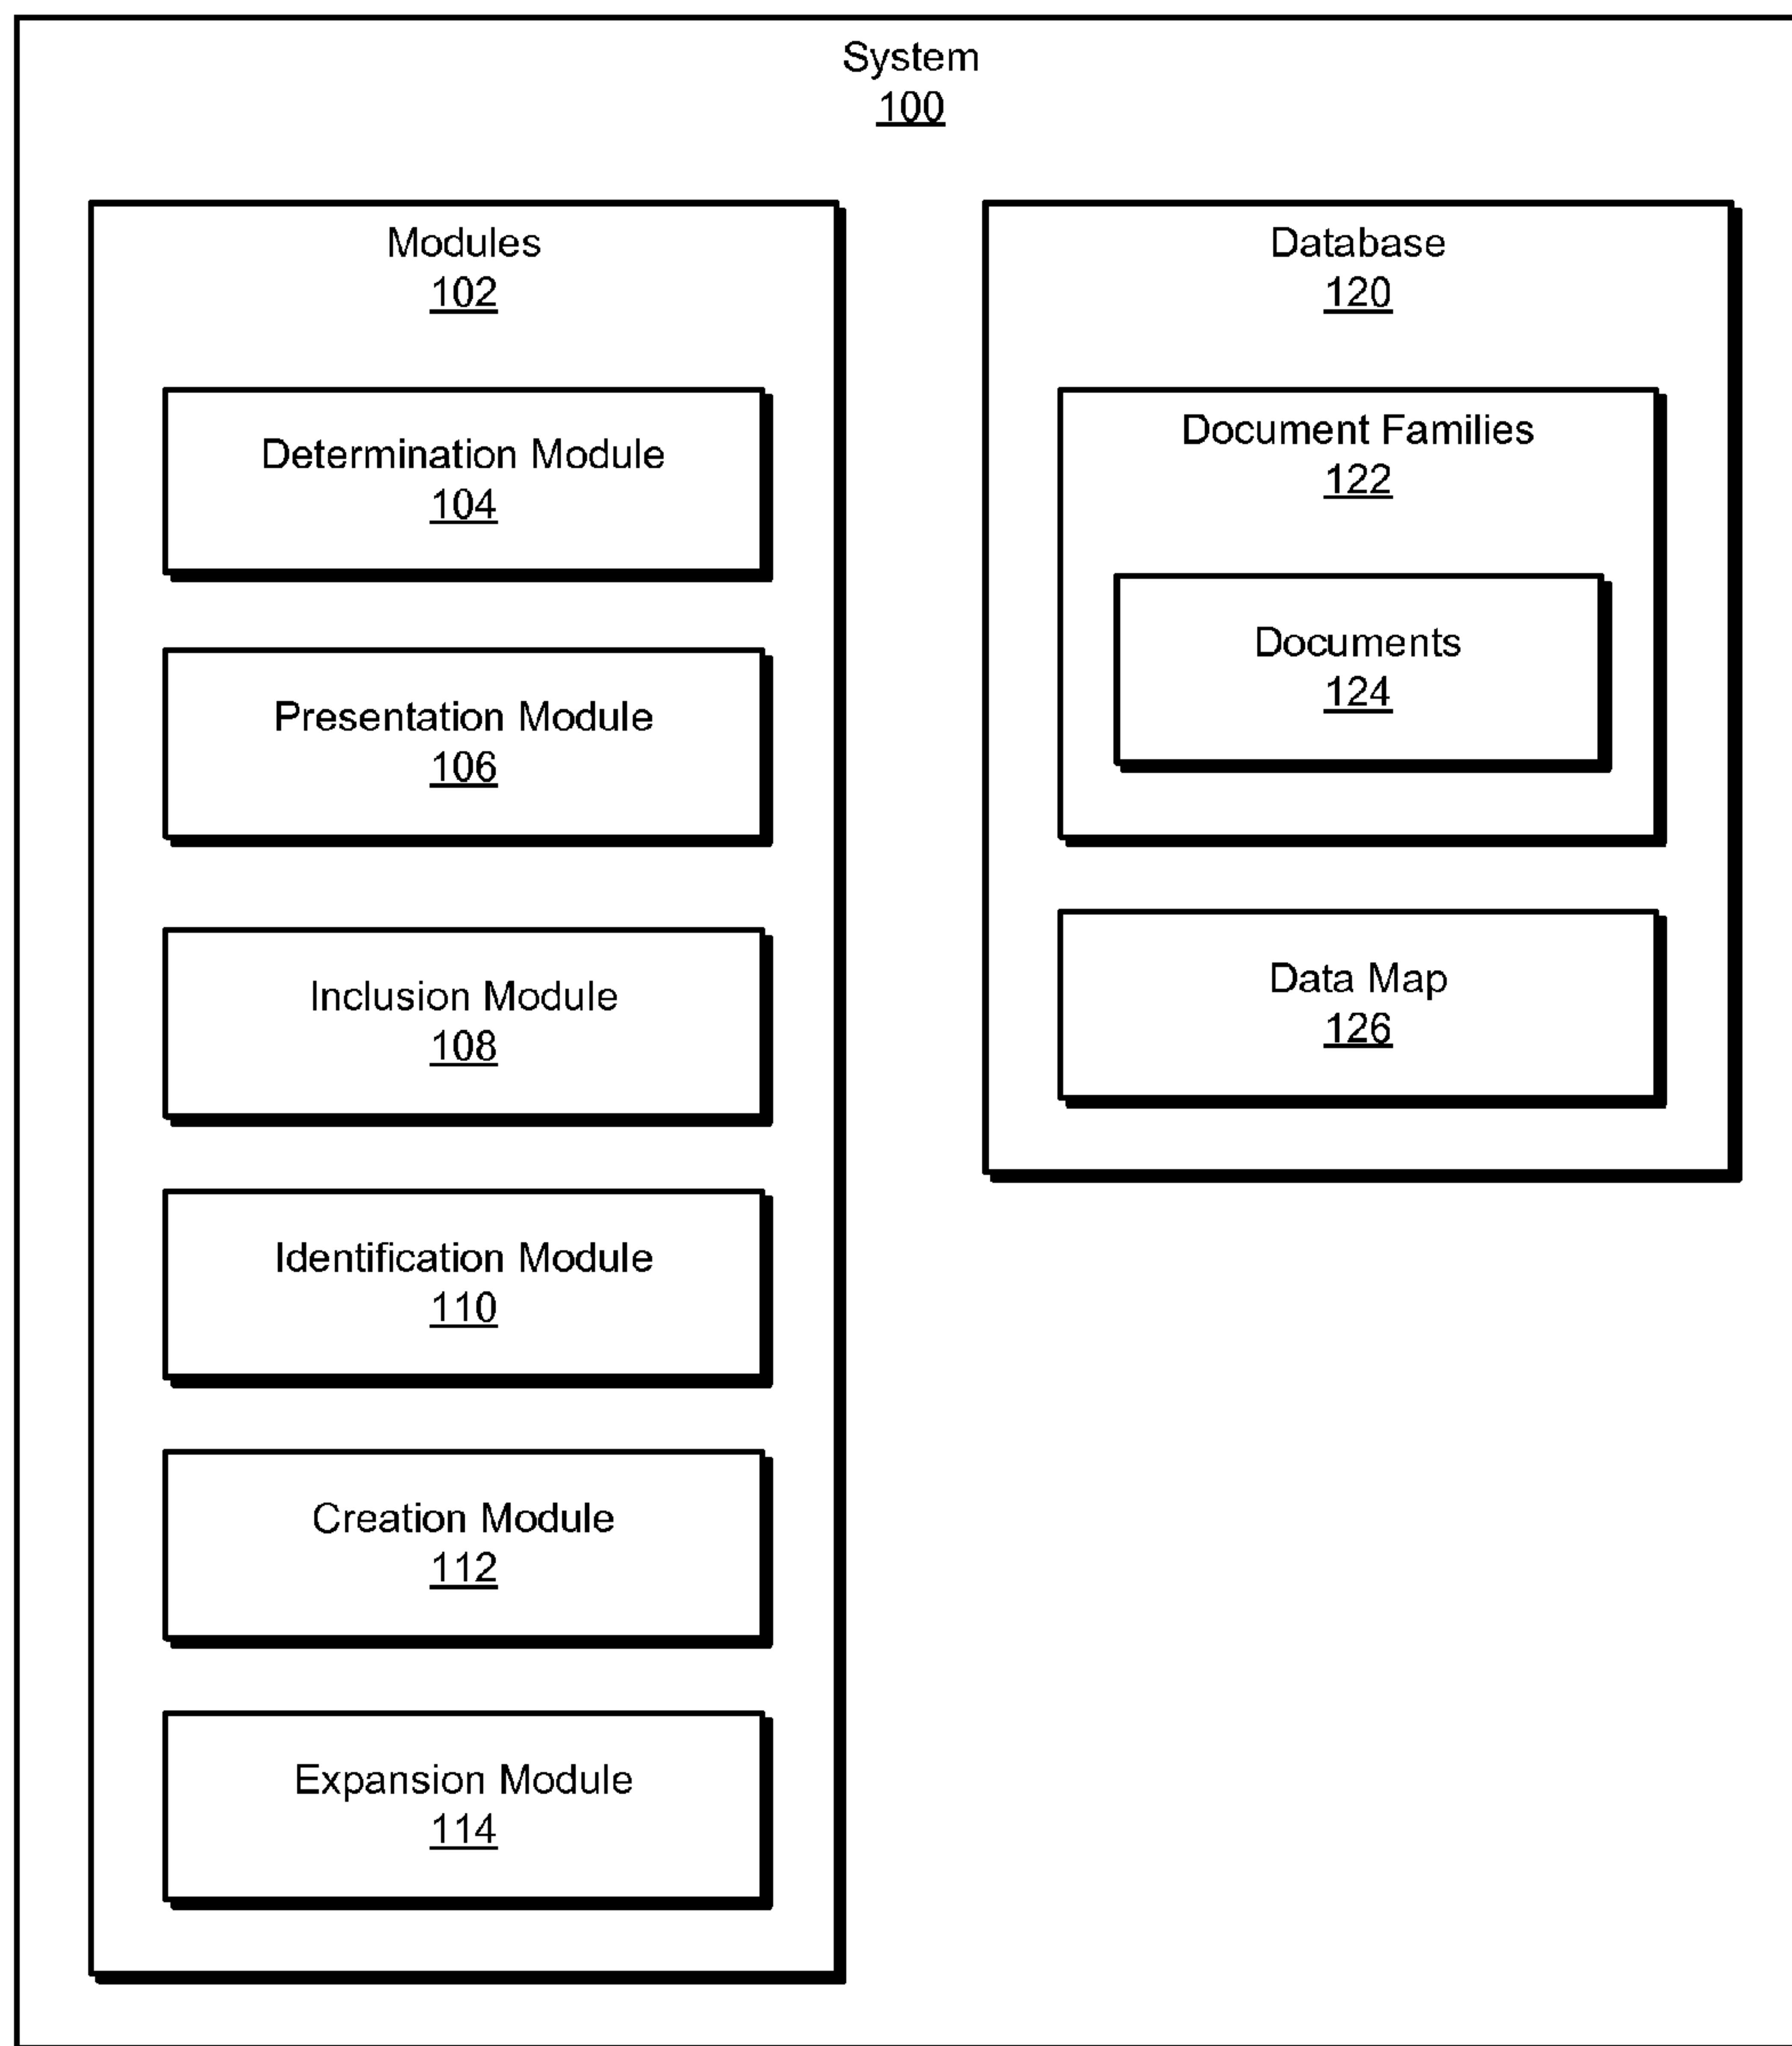 System
100
Modules
102
Determination Module
104
Presentation Module
106
Inclusion Module
108
Identification Module
110
Creation Module
112
Expansion Module
114
Database
120
Document Families
122
Documents
124
Data Map
126